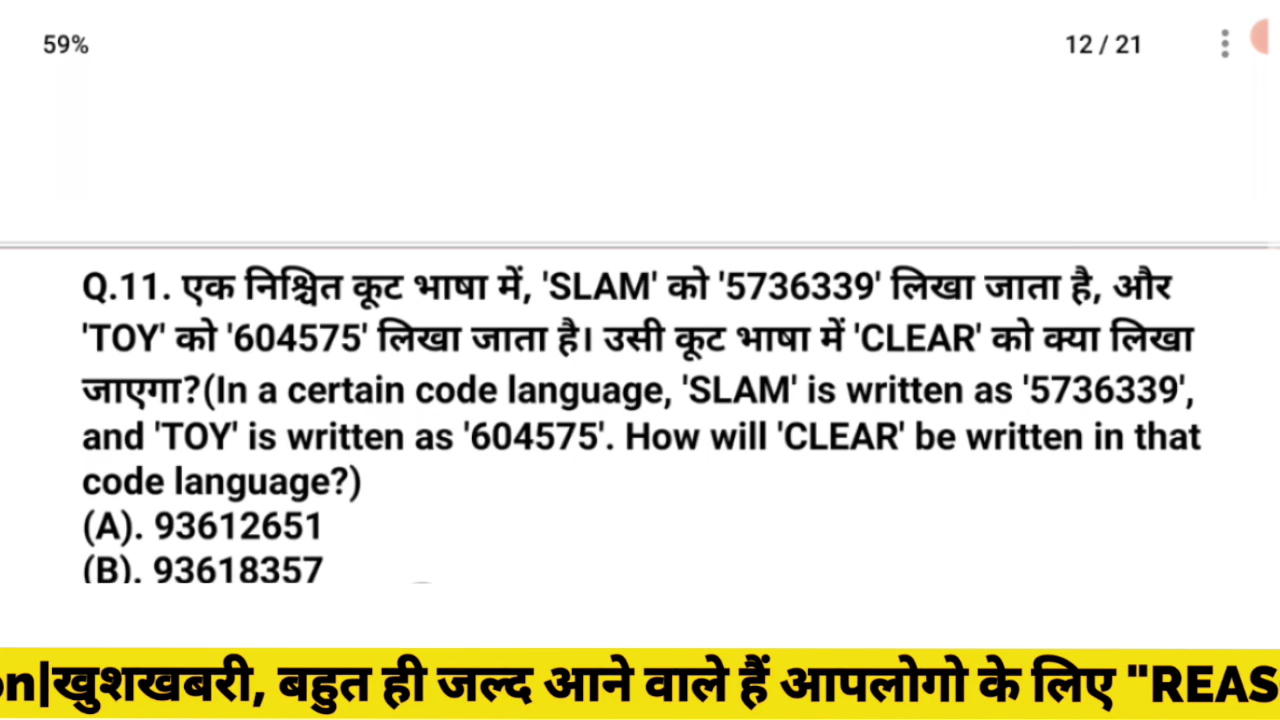 59%
12 / 21
Q.11. एक निश्चित कूट भाषा में, 'SLAM' को '5736339' लिखा जाता है, और
'TOY' को '604575' लिखा जाता है। उसी कूट भाषा में 'CLEAR' को क्या लिखा
जाएगा?(In a certain code language, 'SLAM' is written as '5736339',
and 'TOY' is written as '604575'. How will 'CLEAR' be written in that
code language?)
(A). 93612651
(B). 93618357
on|खुशखबरी, बहुत ही जल्द आने वाले हैं आपलोगो के लिए "REAS